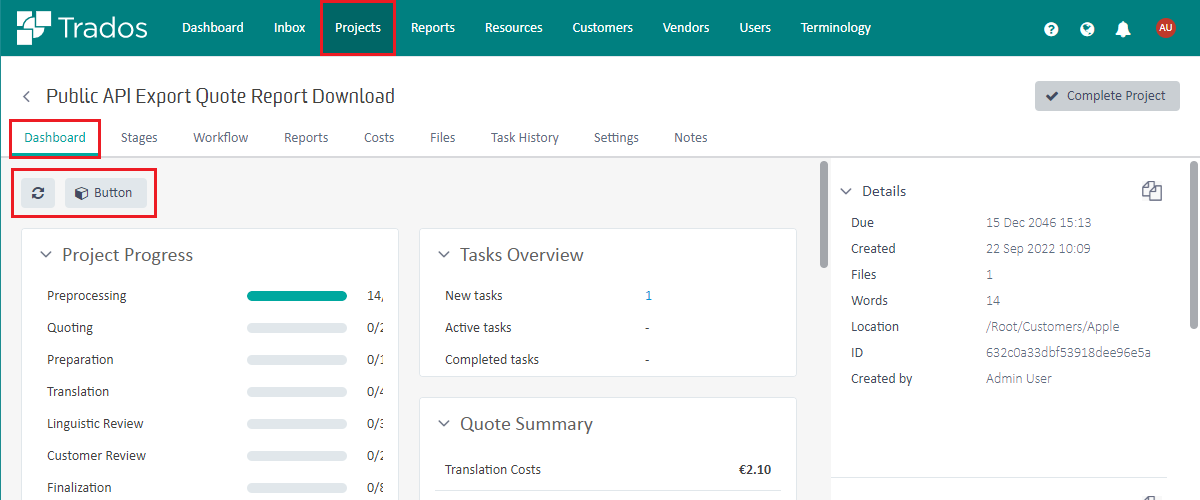 Trados
Dashboard Inbox Projects Reports Resources Customers Vendors Users Terminology
? AU
Public API Export Quote Report Download
Complete Project
Dashboard Stages Workflow Reports Costs Files Task History Settings Notes
Button
Project Progress
Preprocessing 14,
Quoting 0/2
Preparation 0/1
Translation 0/4
Linguistic Review 0/3
Customer Review 0/2
Finalization 0/8
Tasks Overview
New tasks 1
Active tasks -
Completed tasks -
Quote Summary
Translation Costs €2.10
Details
Due 15 Dec 2046 15:13
Created 22 Sep 2022 10:09
Files 1
Words 14
Location /Root/Customers/Apple
ID 632c0a33dbf53918dee96e5a
Created by Admin User